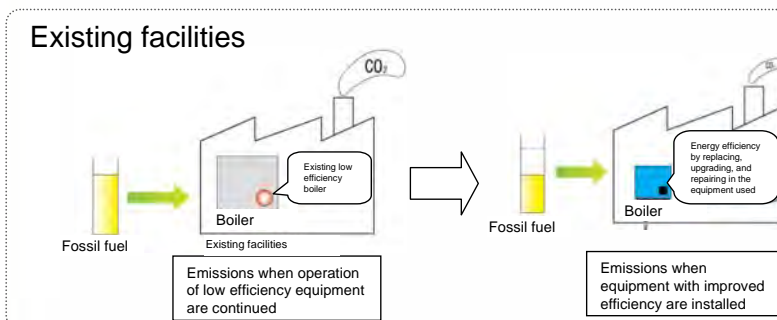 Existing facilities
CO₂
Existing low
efficiency
boiler
Boiler
Fossil fuel
Existing facilities
Emissions when operation
of low efficiency equipment
are continued
Energy efficiency
by replacing,
upgrading, and
repairing in the
equipment used
Boiler
Fossil fuel
Emissions when
equipment with improved
efficiency are installed